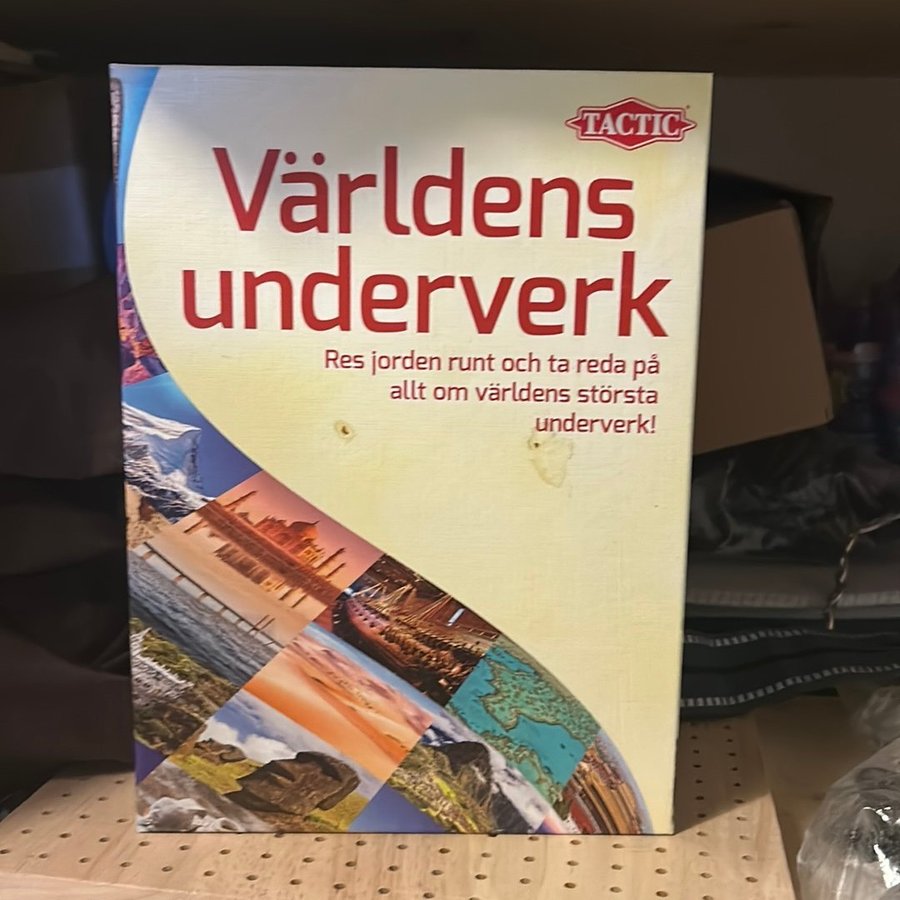 TACTIC
Världens
underverk
Res jorden runt och ta reda på
allt om världens största
underverk!